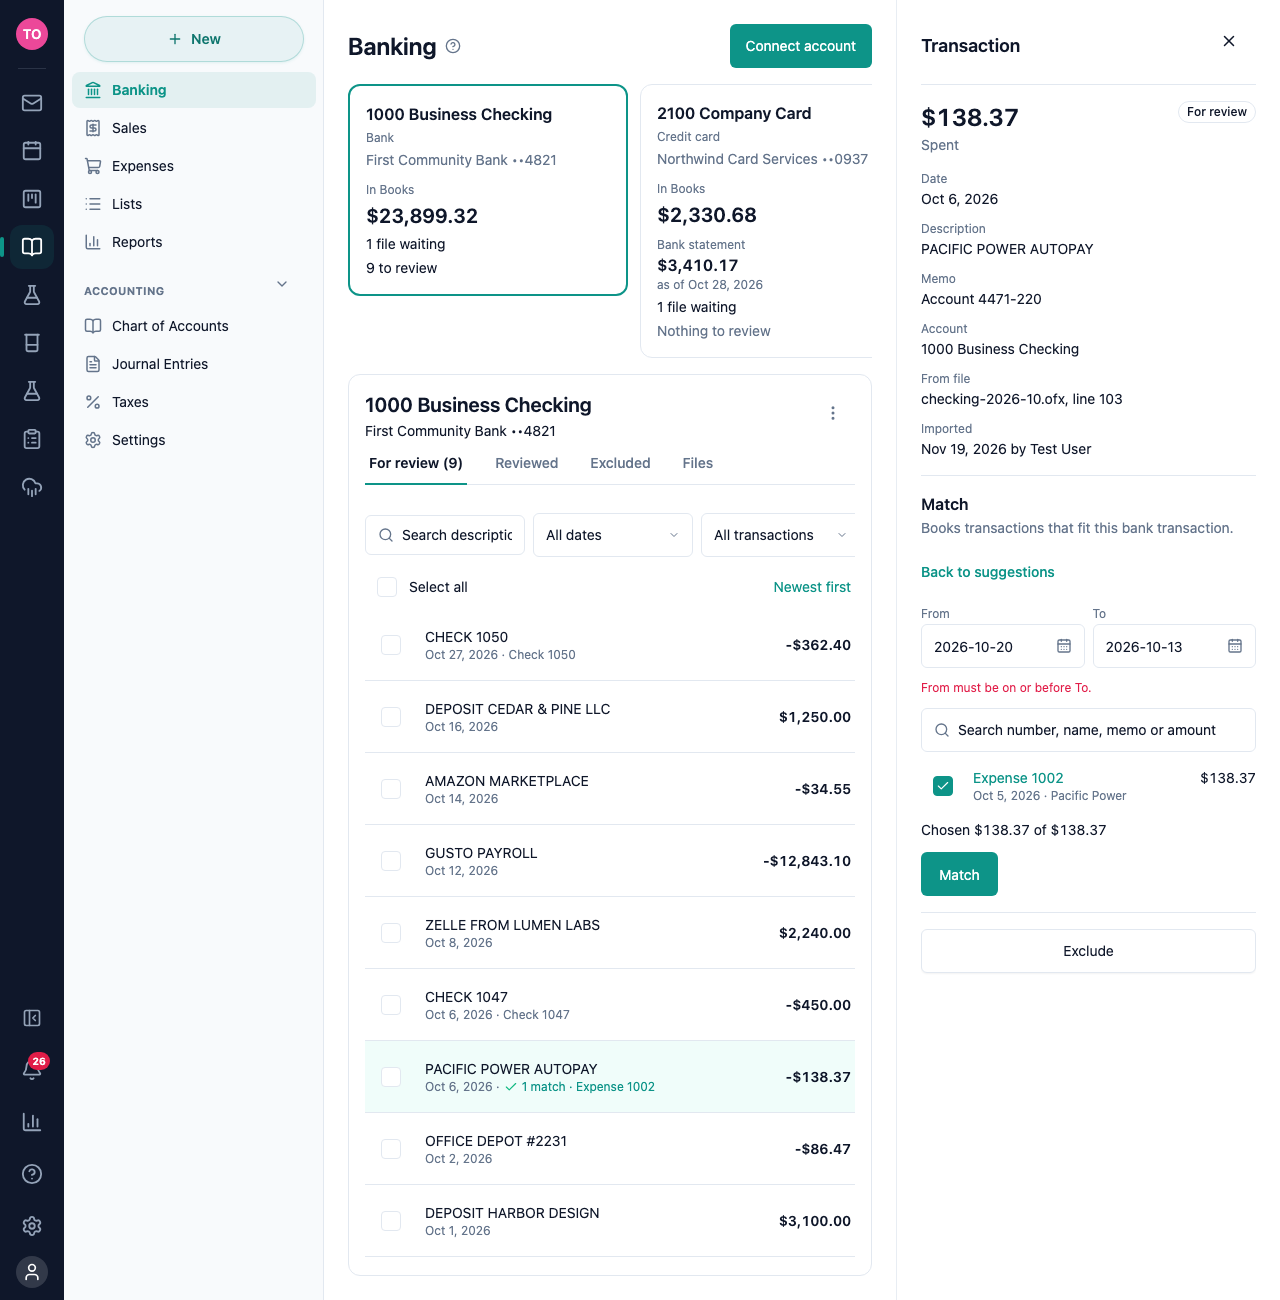 TO
New
Banking
Sales
Expenses
Lists
Reports
ACCOUNTING
Chart of Accounts
Journal Entries
Taxes
Settings
26
Banking
Connect account
1000 Business Checking
Bank
First Community Bank ••4821
In Books
$23,899.32
1 file waiting
9 to review
2100 Company Card
Credit card
Northwind Card Services ••0937
In Books
$2,330.68
Bank statement
$3,410.17
as of Oct 28, 2026
1 file waiting
Nothing to review
1000 Business Checking
First Community Bank ••4821
For review (9)
Reviewed
Excluded
Files
Search descriptic
All dates
All transactions
Select all
Newest first
CHECK 1050
Oct 27, 2026 · Check 1050
-$362.40
DEPOSIT CEDAR & PINE LLC
Oct 16, 2026
$1,250.00
AMAZON MARKETPLACE
Oct 14, 2026
-$34.55
GUSTO PAYROLL
Oct 12, 2026
-$12,843.10
ZELLE FROM LUMEN LABS
Oct 8, 2026
$2,240.00
CHECK 1047
Oct 6, 2026 · Check 1047
-$450.00
PACIFIC POWER AUTOPAY
Oct 6, 2026 · ✓ 1 match · Expense 1002
-$138.37
OFFICE DEPOT #2231
Oct 2, 2026
-$86.47
DEPOSIT HARBOR DESIGN
Oct 1, 2026
$3,100.00
Transaction
$138.37
For review
Spent
Date
Oct 6, 2026
Description
PACIFIC POWER AUTOPAY
Memo
Account 4471-220
Account
1000 Business Checking
From file
checking-2026-10.ofx, line 103
Imported
Nov 19, 2026 by Test User
Match
Books transactions that fit this bank transaction.
Back to suggestions
From
To
2026-10-20
2026-10-13
From must be on or before To.
Search number, name, memo or amount
Expense 1002
$138.37
Oct 5, 2026 · Pacific Power
Chosen $138.37 of $138.37
Match
Exclude